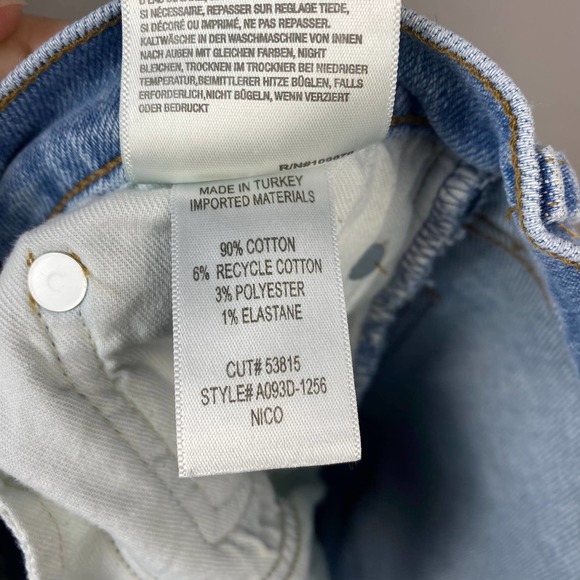 SI NÉCESSAIRE, REPASSER SUR REGLAGE TIEDE,
SI DÉCORÉ OU IMPRIMÉ, NE PAS REPASSER.
KALTWÄSCHE IN DER WASCHMASCHINE VON INNEN
NACH AUßEN MIT GLEICHEN FARBEN, NIGHT
BLEICHEN, TROCKNEN IM TROCKNER BEI NIEDRIGER
TEMPERATUR,BEIMITTLERER HITZE BÜGLEN, FALLS
ERFORDERLICH,NICHT BÜGELN, WENN VERZIERT
ODER BEDRUCKT
MADE IN TURKEY
IMPORTED MATERIALS
90% COTTON
6% RECYCLE COTTON
3% POLYESTER
1% ELASTANE
CUT# 53815
STYLE# A093D-1256
NICO